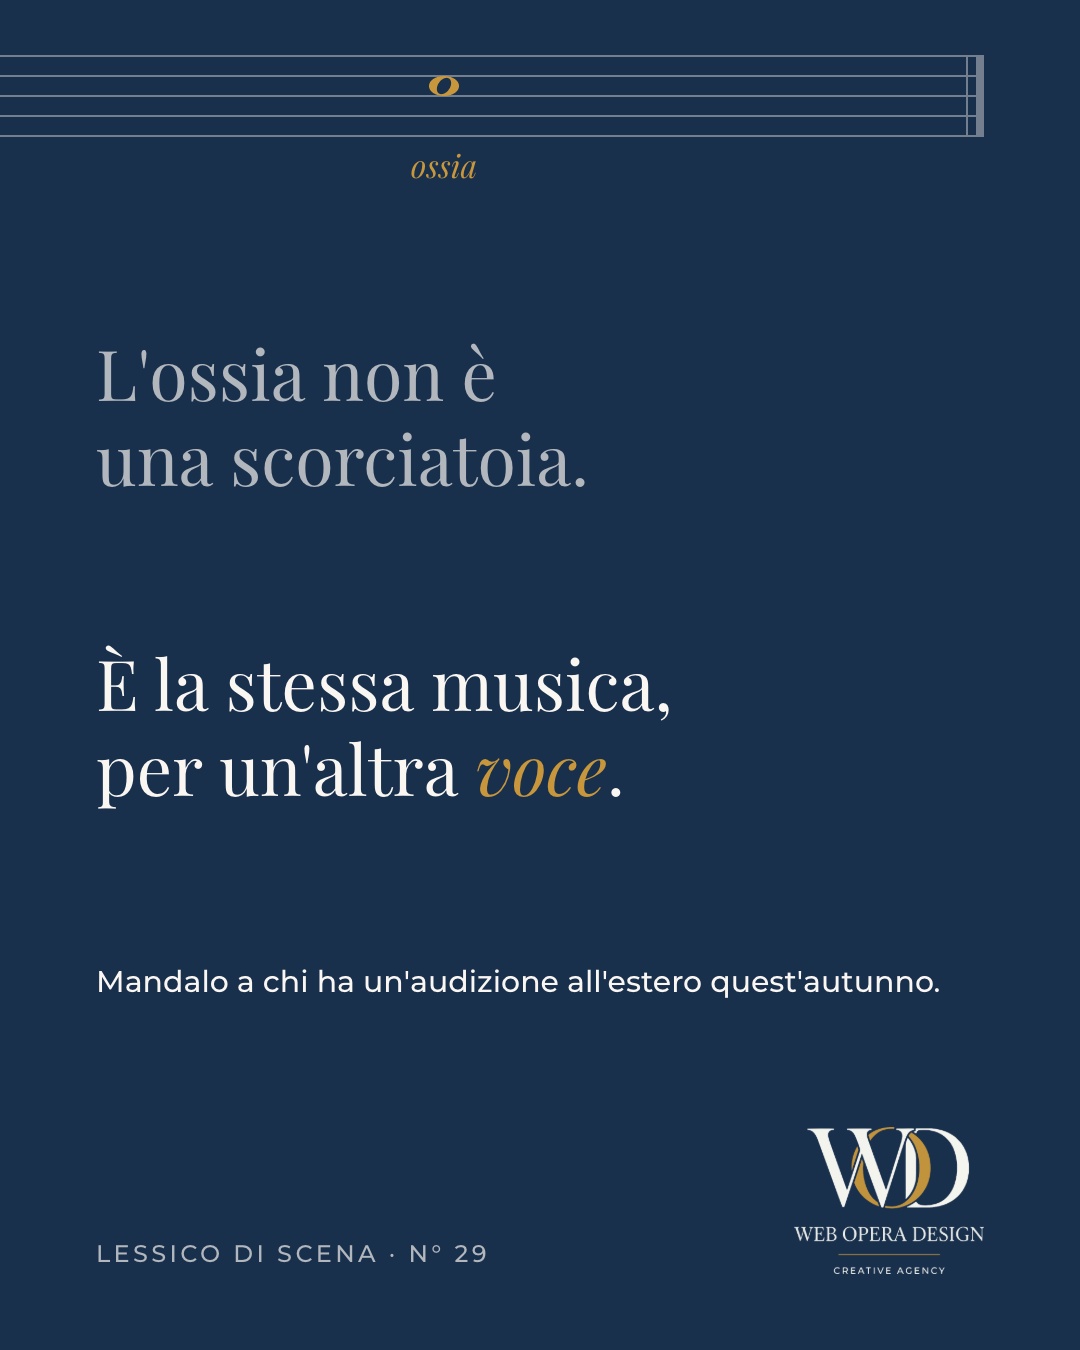 ossia
L'ossia non è
una scorciatoia.
È la stessa musica,
per un'altra voce.
Mandalo a chi ha un'audizione all'estero quest'autunno.
LESSICO DI SCENA · N° 29
WOD
WEB OPERA DESIGN
CREATIVE AGENCY